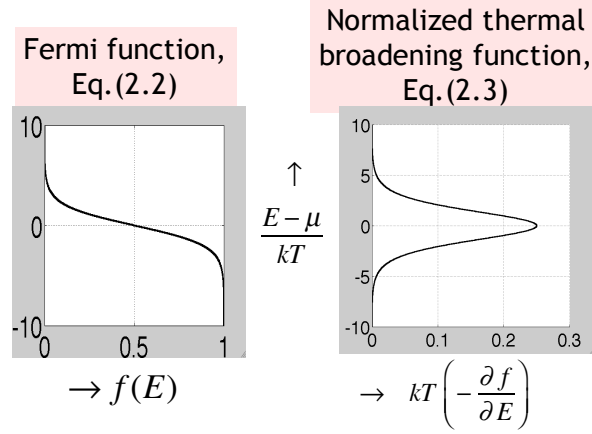 Fermi function,
Eq.(2.2)
10
0
-10
0 0.5 1
→ f(E)
↑
E − μ
kT
Normalized thermal
broadening function,
Eq.(2.3)
10
5
0
-5
-10
0 0.1 0.2 0.3
→ kT(−∂f/∂E)